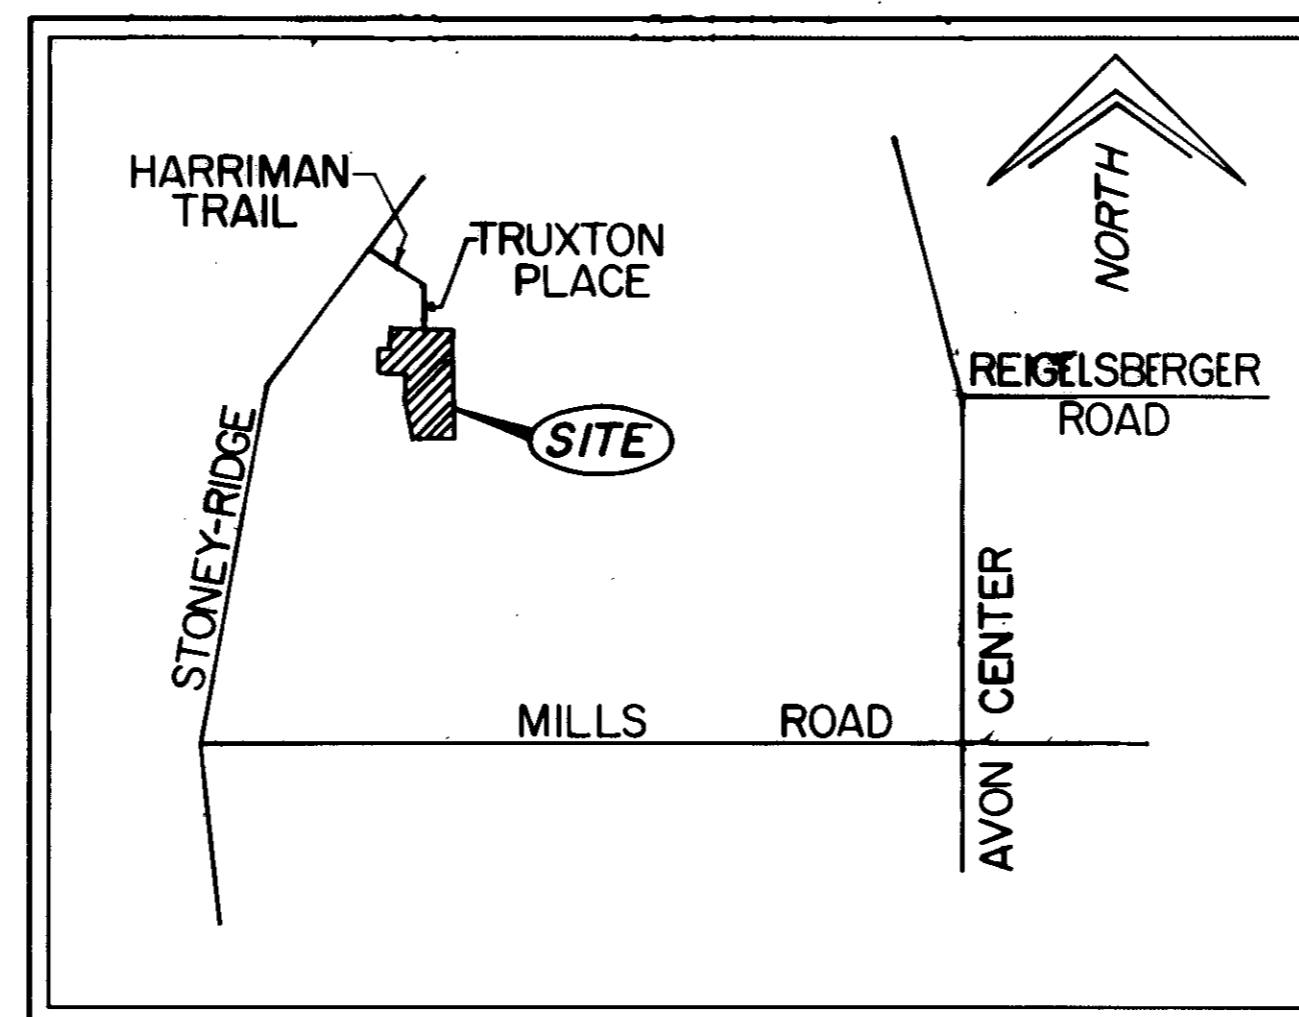 HARRIMAN
TRAIL
TRUXTON
PLACE
NORTH
REIGELSBERGER
ROAD
SITE
STONEY-RIDGE
MILLS ROAD
AVON CENTER